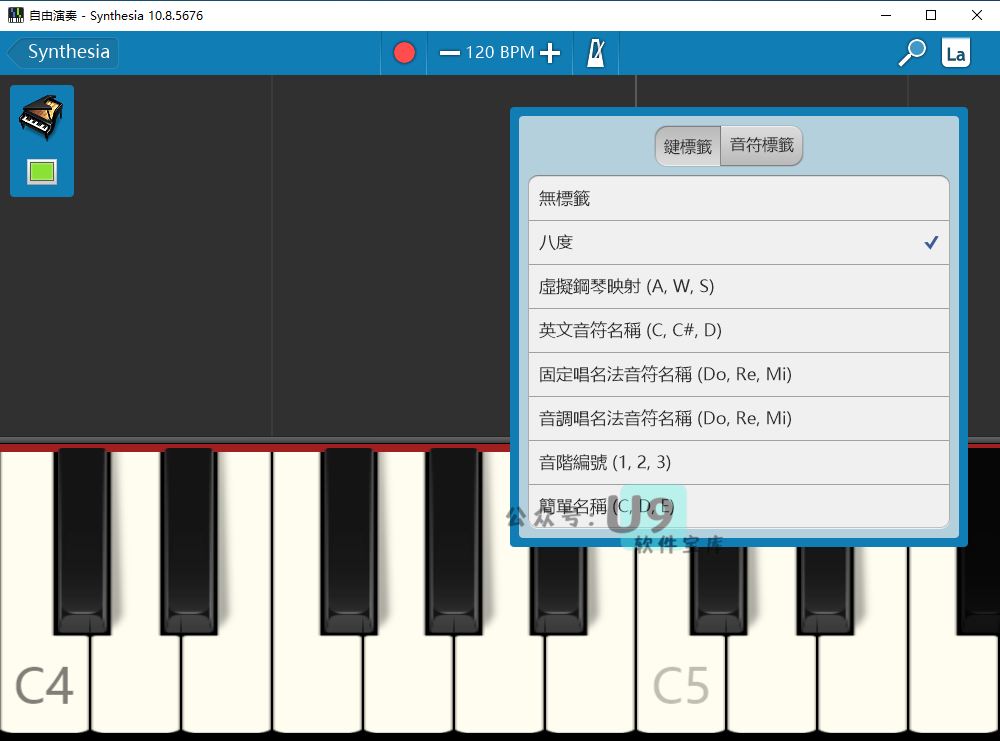 自由演奏 - Synthesia 10.8.5676
Synthesia
120 BPM
La
鍵標籤
音符標籤
無標籤
八度
虛擬鋼琴映射 (A, W, S)
英文音符名稱 (C, C#, D)
固定唱名法音符名稱 (Do, Re, Mi)
音調唱名法音符名稱 (Do, Re, Mi)
音階編號 (1, 2, 3)
簡單名稱 (C, D, E)
公众号：U9
软件宝库
C4
C5